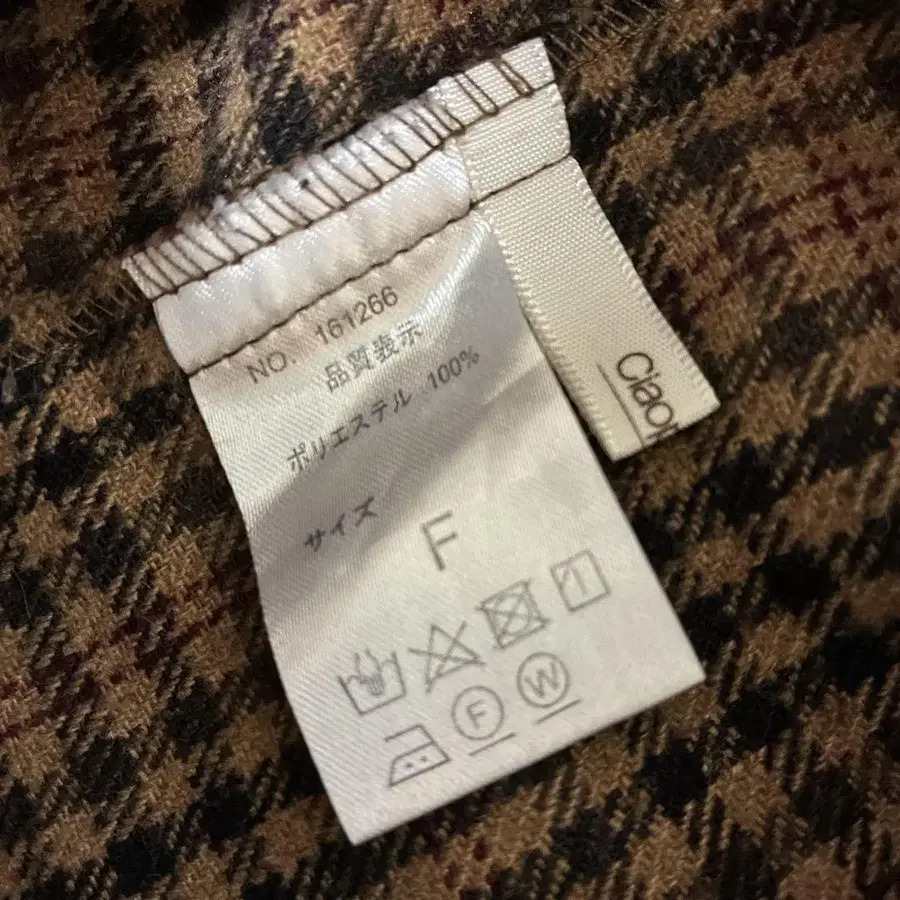 NO. 161266
品質表示
ポリエステル 100%
サイズ
F
F W
Ciao